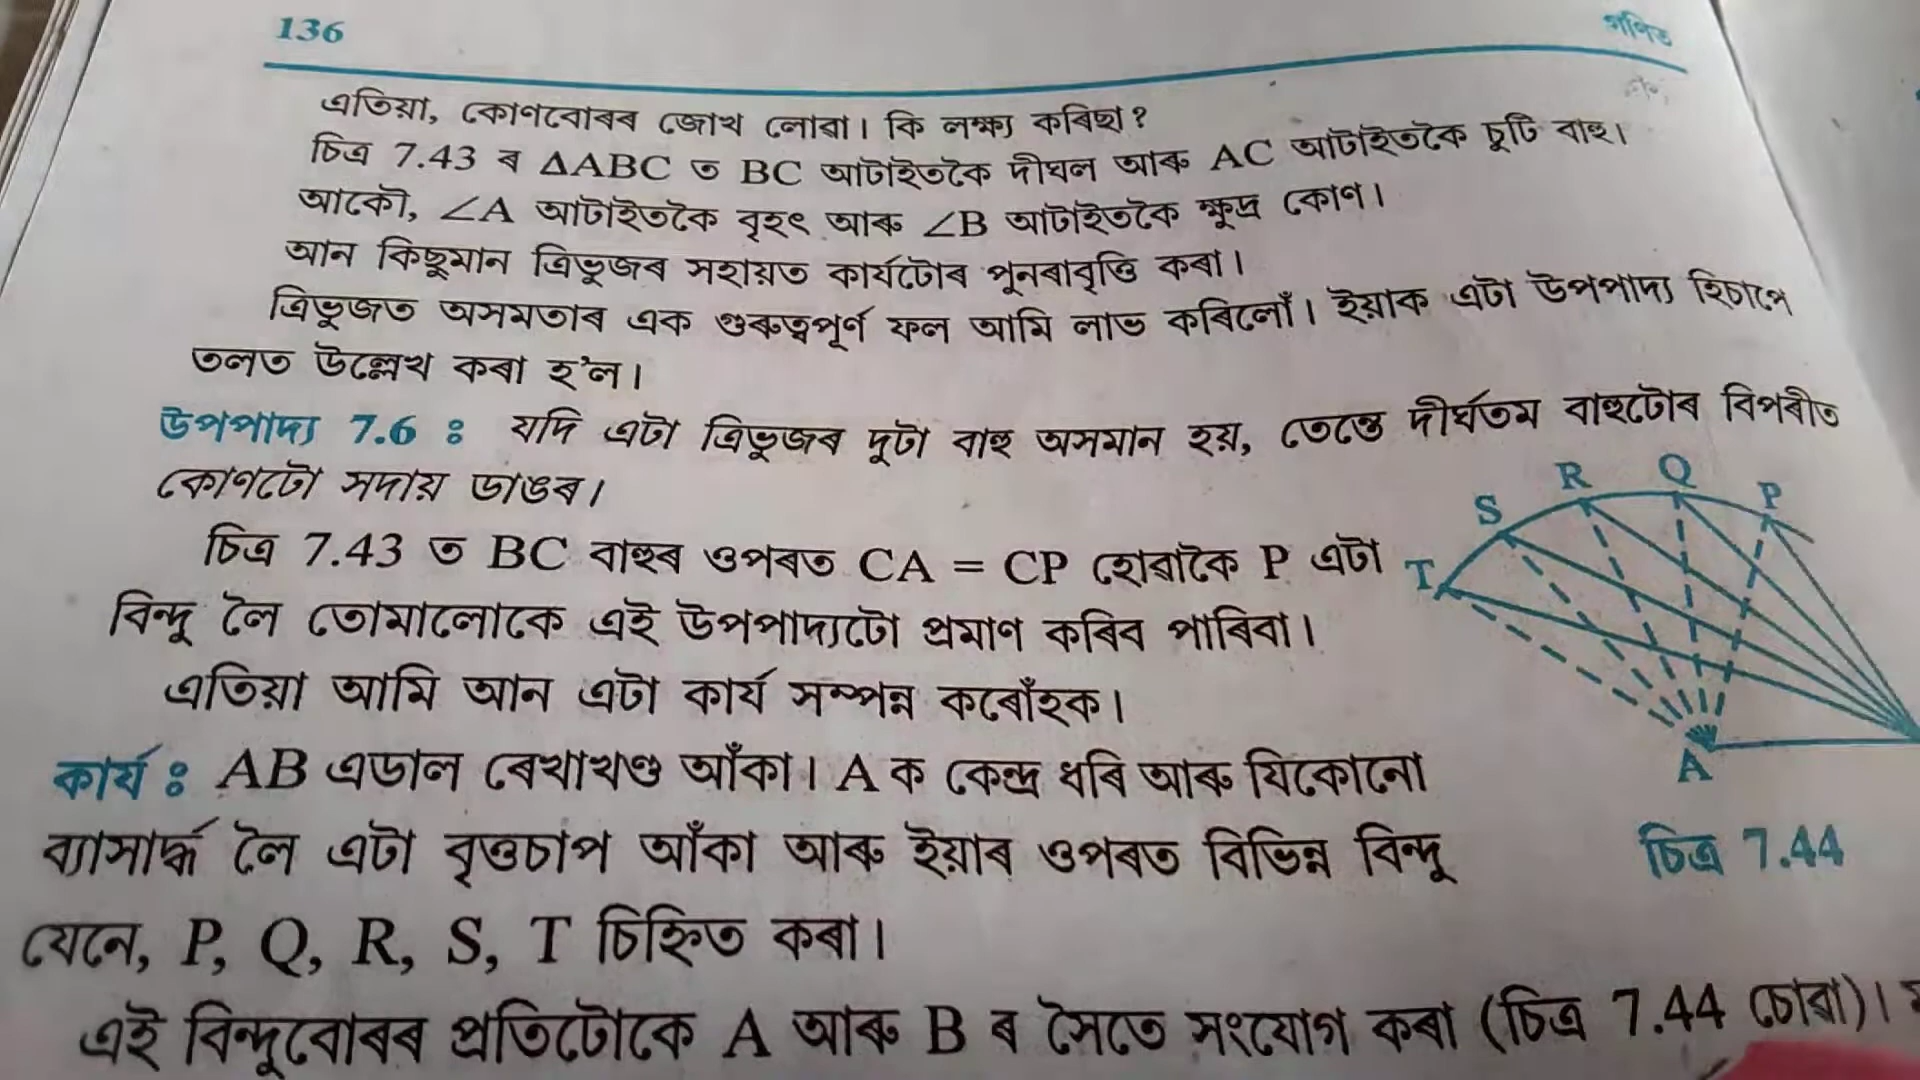 136
গণিত
এতিয়া, কোণবোৰৰ জোখ লোৱা। কি লক্ষ্য কৰিছা?
চিত্ৰ 7.43 ৰ ΔABC ত BC আটাইতকৈ দীঘল আৰু AC আটাইতকৈ চুটি বাহু।
আকৌ, ∠A আটাইতকৈ বৃহৎ আৰু ∠B আটাইতকৈ ক্ষুদ্ৰ কোণ।
আন কিছুমান ত্ৰিভুজৰ সহায়ত কাৰ্যটোৰ পুনৰাবৃত্তি কৰা।
ত্ৰিভুজত অসমতাৰ এক গুৰুত্বপূৰ্ণ ফল আমি লাভ কৰিলোঁ। ইয়াক এটা উপপাদ্য হিচাপে
তলত উল্লেখ কৰা হ'ল।
উপপাদ্য 7.6 : যদি এটা ত্ৰিভুজৰ দুটা বাহু অসমান হয়, তেন্তে দীৰ্ঘতম বাহুটোৰ বিপৰীত
কোণটো সদায় ডাঙৰ।
চিত্ৰ 7.43 ত BC বাহুৰ ওপৰত CA = CP হোৱাকৈ P এটা
বিন্দু লৈ তোমালোকে এই উপপাদ্যটো প্ৰমাণ কৰিব পাৰিবা।
এতিয়া আমি আন এটা কাৰ্য সম্পন্ন কৰোঁহক।
T S R Q P
A
কাৰ্য : AB এডাল ৰেখাখণ্ড আঁকা। A ক কেন্দ্ৰ ধৰি আৰু যিকোনো
ব্যাসাৰ্দ্ধ লৈ এটা বৃত্তচাপ আঁকা আৰু ইয়াৰ ওপৰত বিভিন্ন বিন্দু
চিত্ৰ 7.44
যেনে, P, Q, R, S, T চিহ্নিত কৰা।
এই বিন্দুবোৰৰ প্ৰতিটোকে A আৰু B ৰ সৈতে সংযোগ কৰা (চিত্ৰ 7.44 চোৱা)।